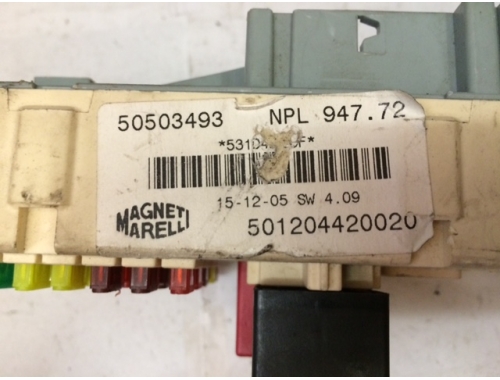 50503493 NPL 947.72
15-12-05 SW 4.09
MAGNETI
MARELLI
501204420020